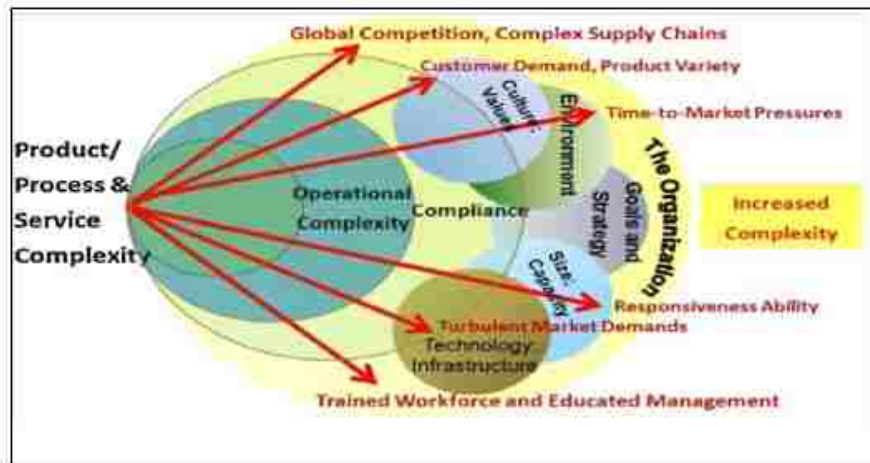 Global Competition, Complex Supply Chains
Customer Demand, Product Variety
Culture-
Values
Environment
Time-to-Market Pressures
Product/
Process &
Service
Complexity
Operational
Complexity
Compliance
Goals and
Strategy
The Organization
Increased
Complexity
Size-
Capacity
Responsiveness Ability
Turbulent Market Demands
Technology
Infrastructure
Trained Workforce and Educated Management